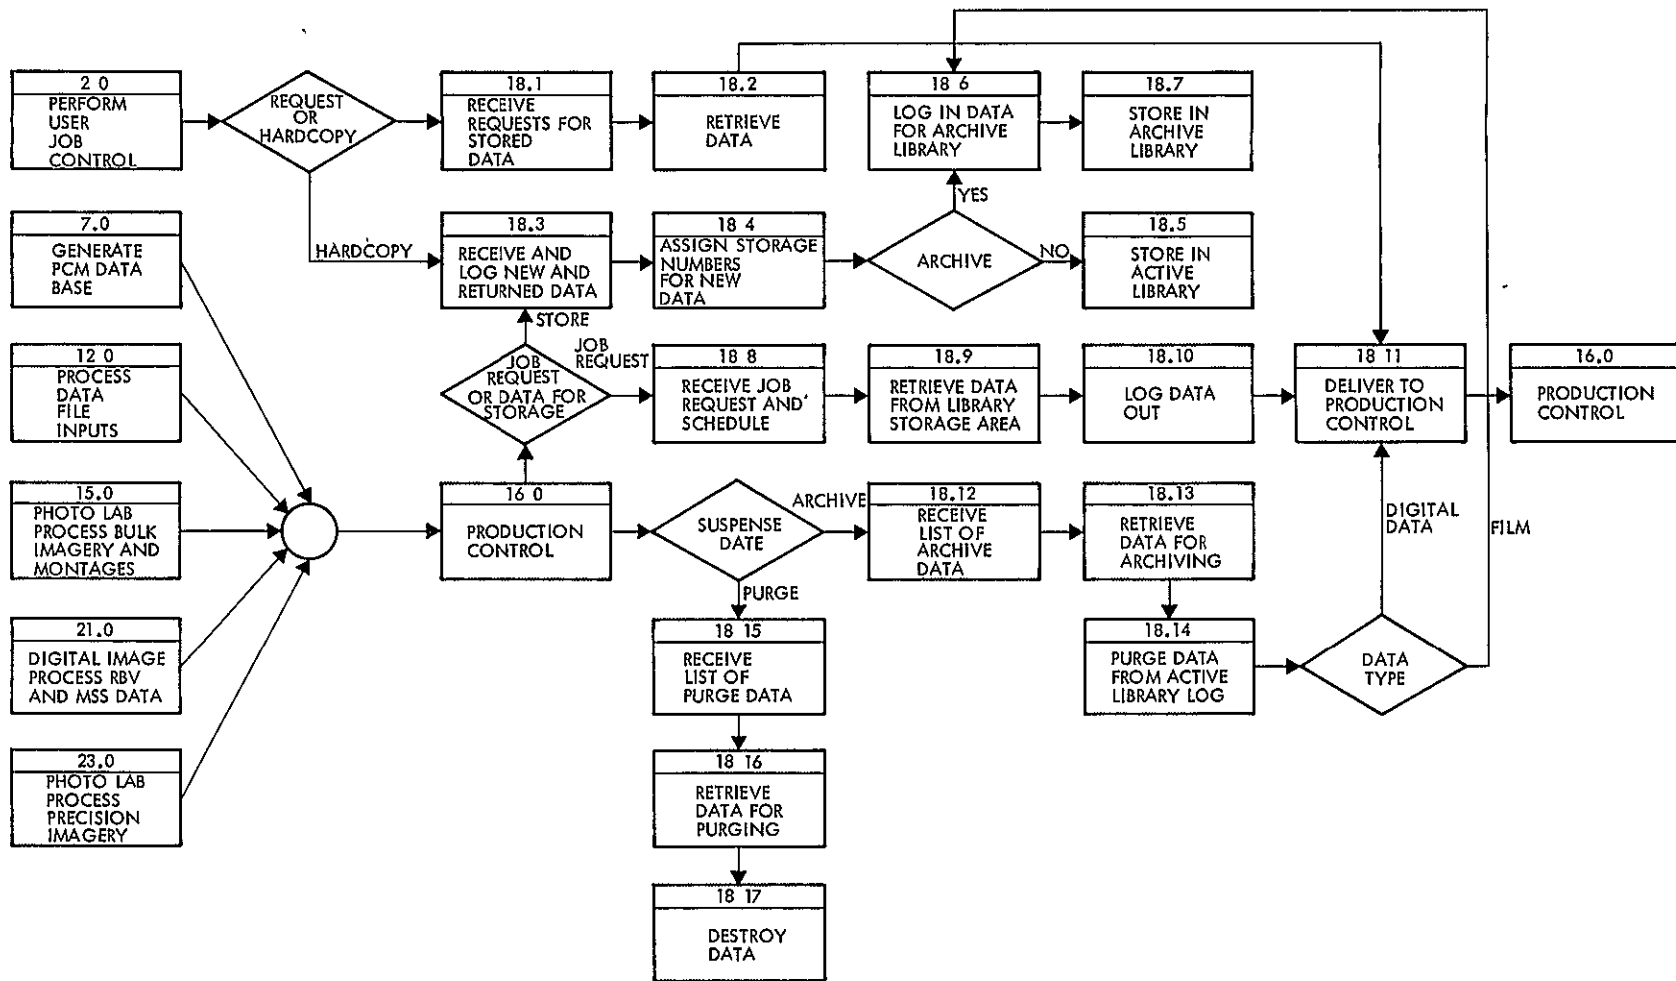 2 0
PERFORM
USER
JOB
CONTROL
REQUEST
OR
HARDCOPY
18.1
RECEIVE
REQUESTS FOR
STORED
DATA
18.2
RETRIEVE
DATA
18 6
LOG IN DATA
FOR ARCHIVE
LIBRARY
18.7
STORE IN
ARCHIVE
LIBRARY
YES
7.0
GENERATE
PCM DATA
BASE
HARDCOPY
18.3
RECEIVE AND
LOG NEW AND
RETURNED DATA
18 4
ASSIGN STORAGE
NUMBERS
FOR NEW
DATA
ARCHIVE
NO
18.5
STORE IN
ACTIVE
LIBRARY
STORE
12 0
PROCESS
DATA
FILE
INPUTS
JOB
REQUEST
OR DATA FOR
STORAGE
JOB
REQUEST
18 8
RECEIVE JOB
REQUEST AND'
SCHEDULE
18.9
RETRIEVE DATA
FROM LIBRARY
STORAGE AREA
18.10
LOG DATA
OUT
18 11
DELIVER TO
PRODUCTION
CONTROL
16.0
PRODUCTION
CONTROL
15.0
PHOTO LAB
PROCESS BULK
IMAGERY AND
MONTAGES
16 0
PRODUCTION
CONTROL
SUSPENSE
DATE
ARCHIVE
18.12
RECEIVE
LIST OF
ARCHIVE
DATA
18.13
RETRIEVE
DATA FOR
ARCHIVING
DIGITAL
DATA
FILM
PURGE
21.0
DIGITAL IMAGE
PROCESS RBV
AND MSS DATA
18 15
RECEIVE
LIST OF
PURGE DATA
18.14
PURGE DATA
FROM ACTIVE
LIBRARY LOG
DATA
TYPE
23.0
PHOTO LAB
PROCESS
PRECISION
IMAGERY
18 16
RETRIEVE
DATA FOR
PURGING
18 17
DESTROY
DATA